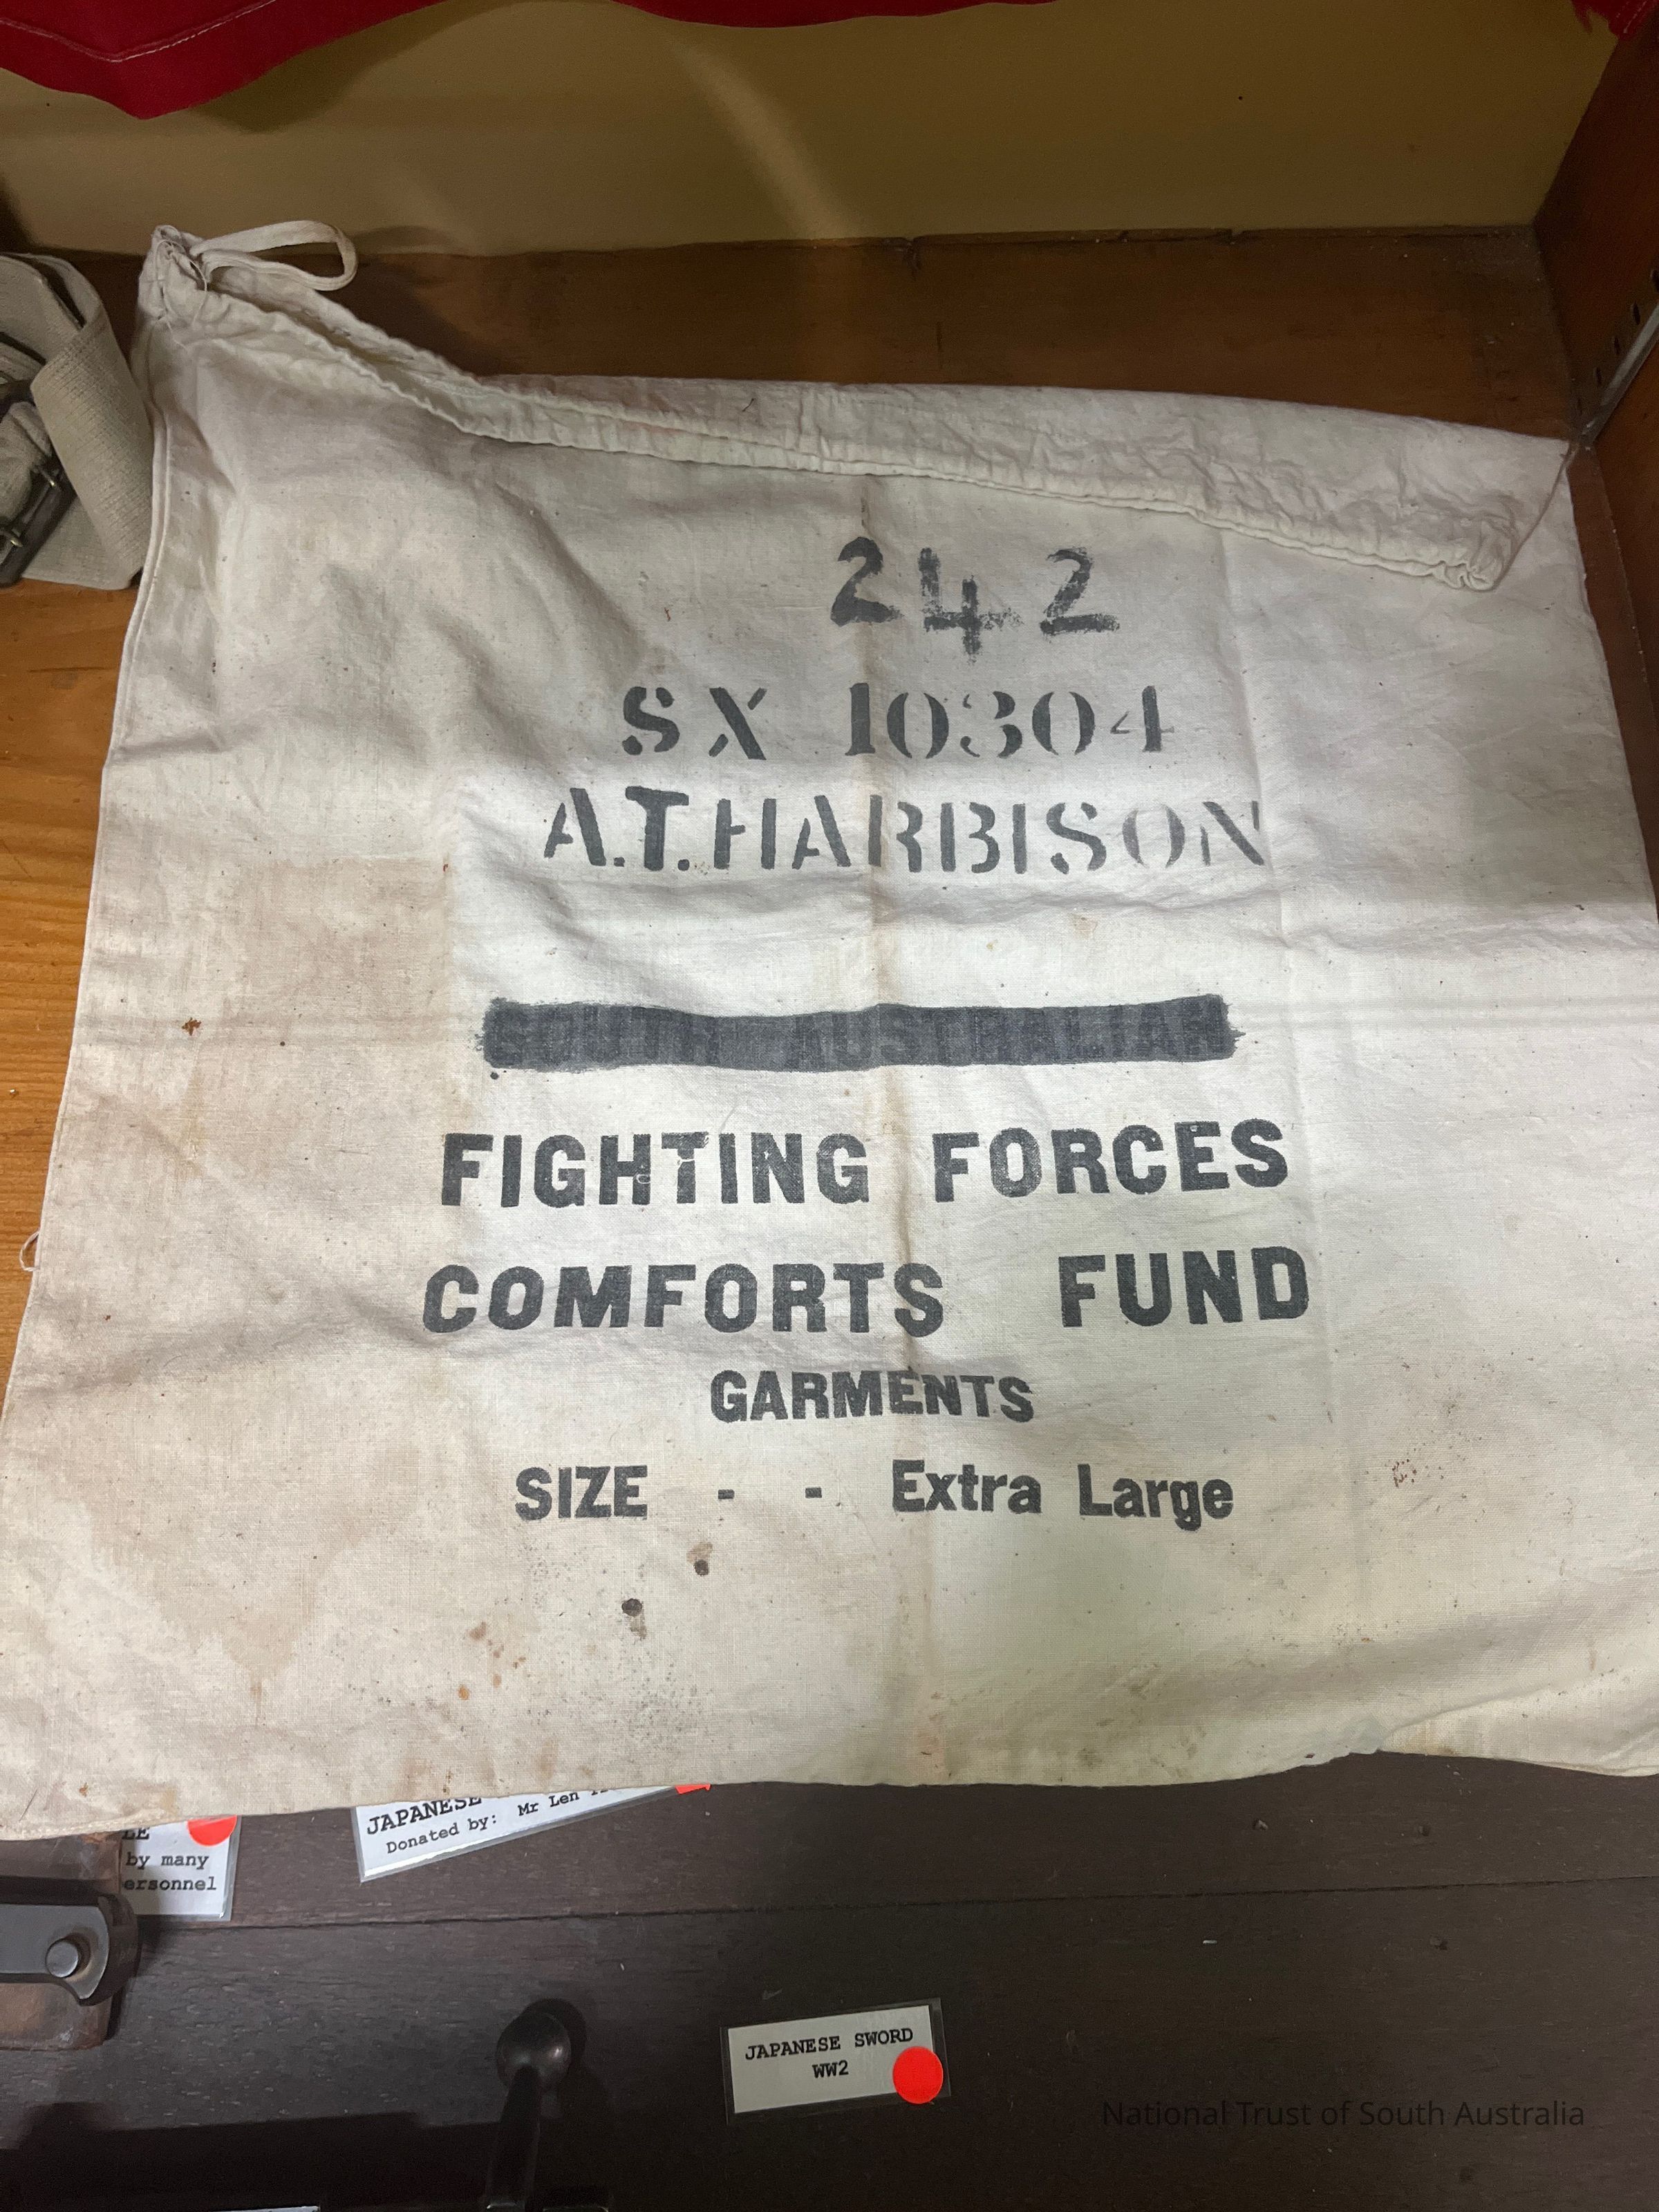 242
SX 10304
A.T.HARBISON
SOUTH AUSTRALIAN
FIGHTING FORCES
COMFORTS FUND
GARMENTS
SIZE - - Extra Large
JAPANESE
Donated by: Mr Len
by many
ersonnel
JAPANESE SWORD
WW2
National Trust of South Australia